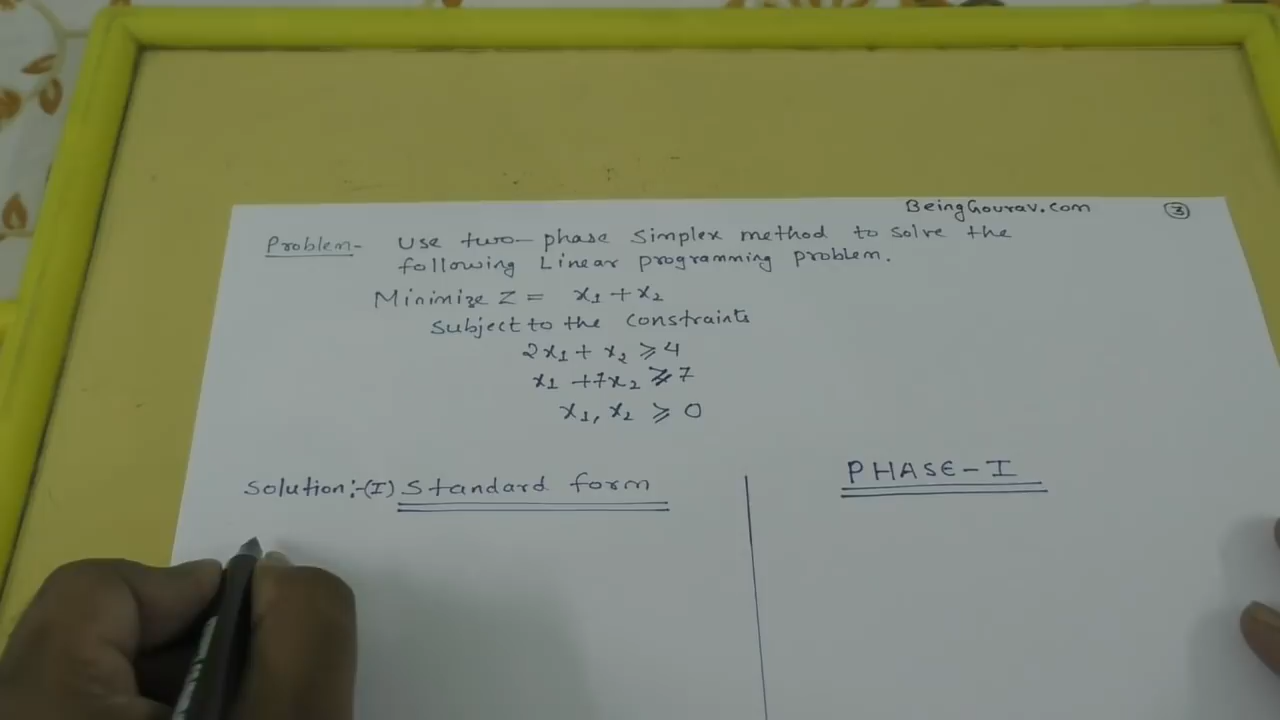 BeingGourav.com ③
Problem- Use two-phase Simplex method to solve the
following Linear programming problem.
Minimize Z = x₁ + x₂
Subject to the constraints
2x₁ + x₂ ⩾ 4
x₁ + 7x₂ ⩾ 7
x₁, x₂ ⩾ 0
PHASE-I
Solution:-(I) Standard form